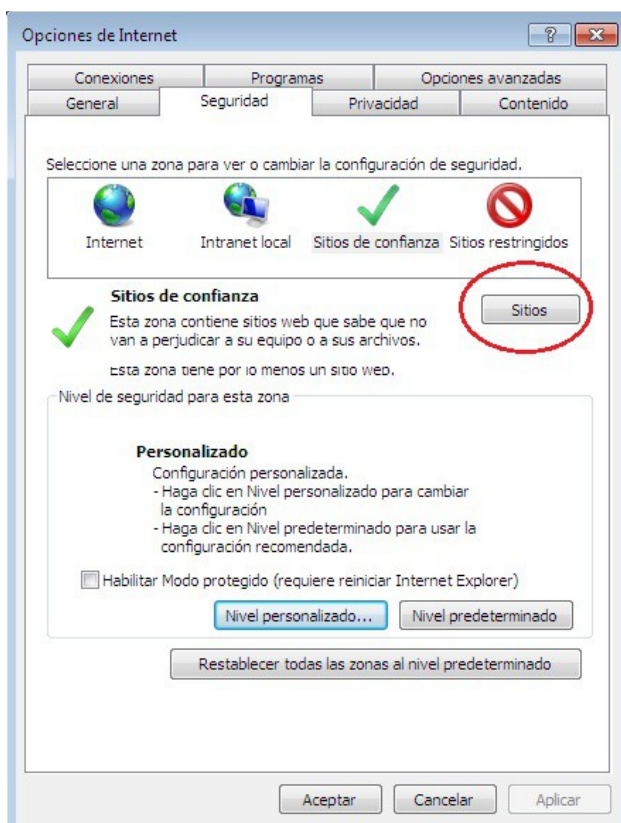 Opciones de Internet
Conexiones Programas Opciones avanzadas
General Seguridad Privacidad Contenido
Seleccione una zona para ver o cambiar la configuración de seguridad.
Internet Intranet local Sitios de confianza Sitios restringidos
Sitios de confianza
Sitios
Esta zona contiene sitios web que sabe que no
van a perjudicar a su equipo o a sus archivos.
Esta zona tiene por lo menos un sitio web.
Nivel de seguridad para esta zona
Personalizado
Configuración personalizada.
- Haga clic en Nivel personalizado para cambiar
la configuración
- Haga clic en Nivel predeterminado para usar la
configuración recomendada.
Habilitar Modo protegido (requiere reiniciar Internet Explorer)
Nivel personalizado... Nivel predeterminado
Restablecer todas las zonas al nivel predeterminado
Aceptar Cancelar Aplicar